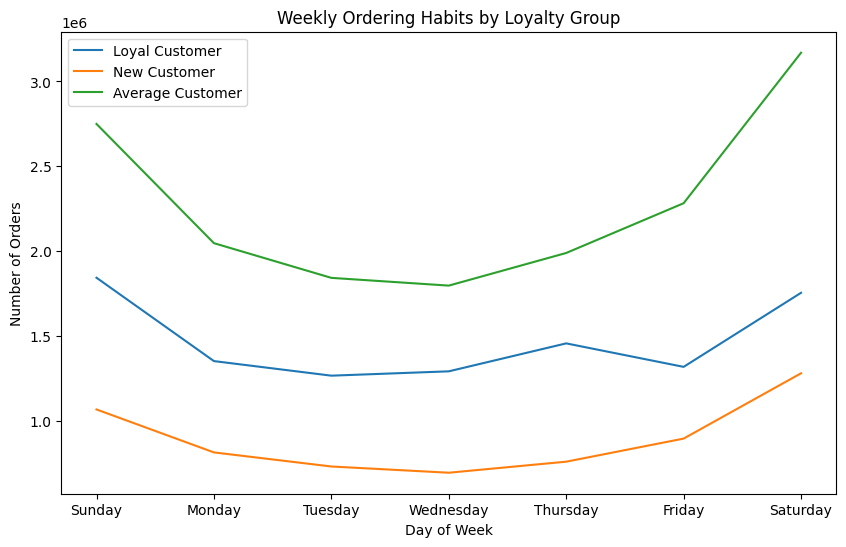 Weekly Ordering Habits by Loyalty Group
1e6
Loyal Customer
New Customer
Average Customer
3.0
2.5
2.0
1.5
1.0
Number of Orders
Sunday Monday Tuesday Wednesday Thursday Friday Saturday
Day of Week